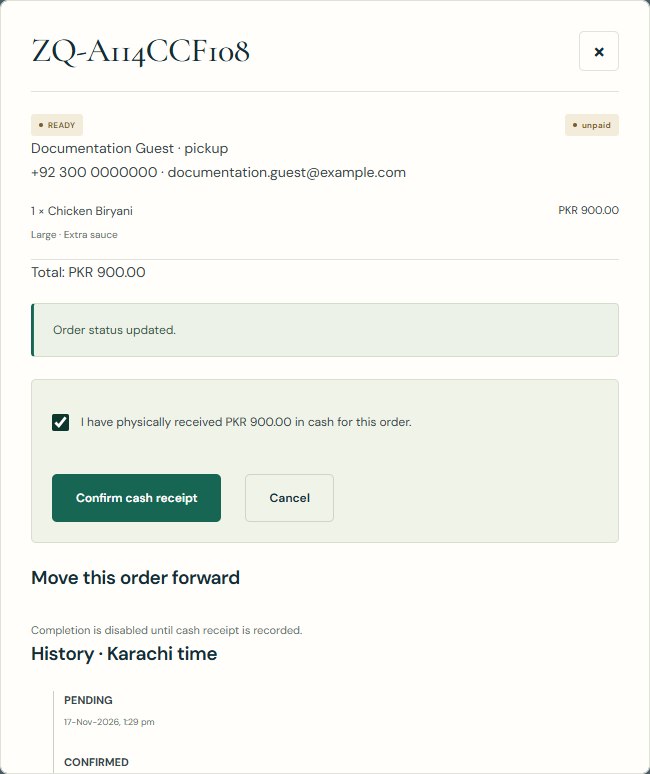 ZQ-A114CCF108
×
READY
unpaid
Documentation Guest · pickup
+92 300 0000000 · documentation.guest@example.com
1 × Chicken Biryani
PKR 900.00
Large · Extra sauce
Total: PKR 900.00
Order status updated.
I have physically received PKR 900.00 in cash for this order.
Confirm cash receipt
Cancel
Move this order forward
Completion is disabled until cash receipt is recorded.
History · Karachi time
PENDING
17-Nov-2026, 1:29 pm
CONFIRMED